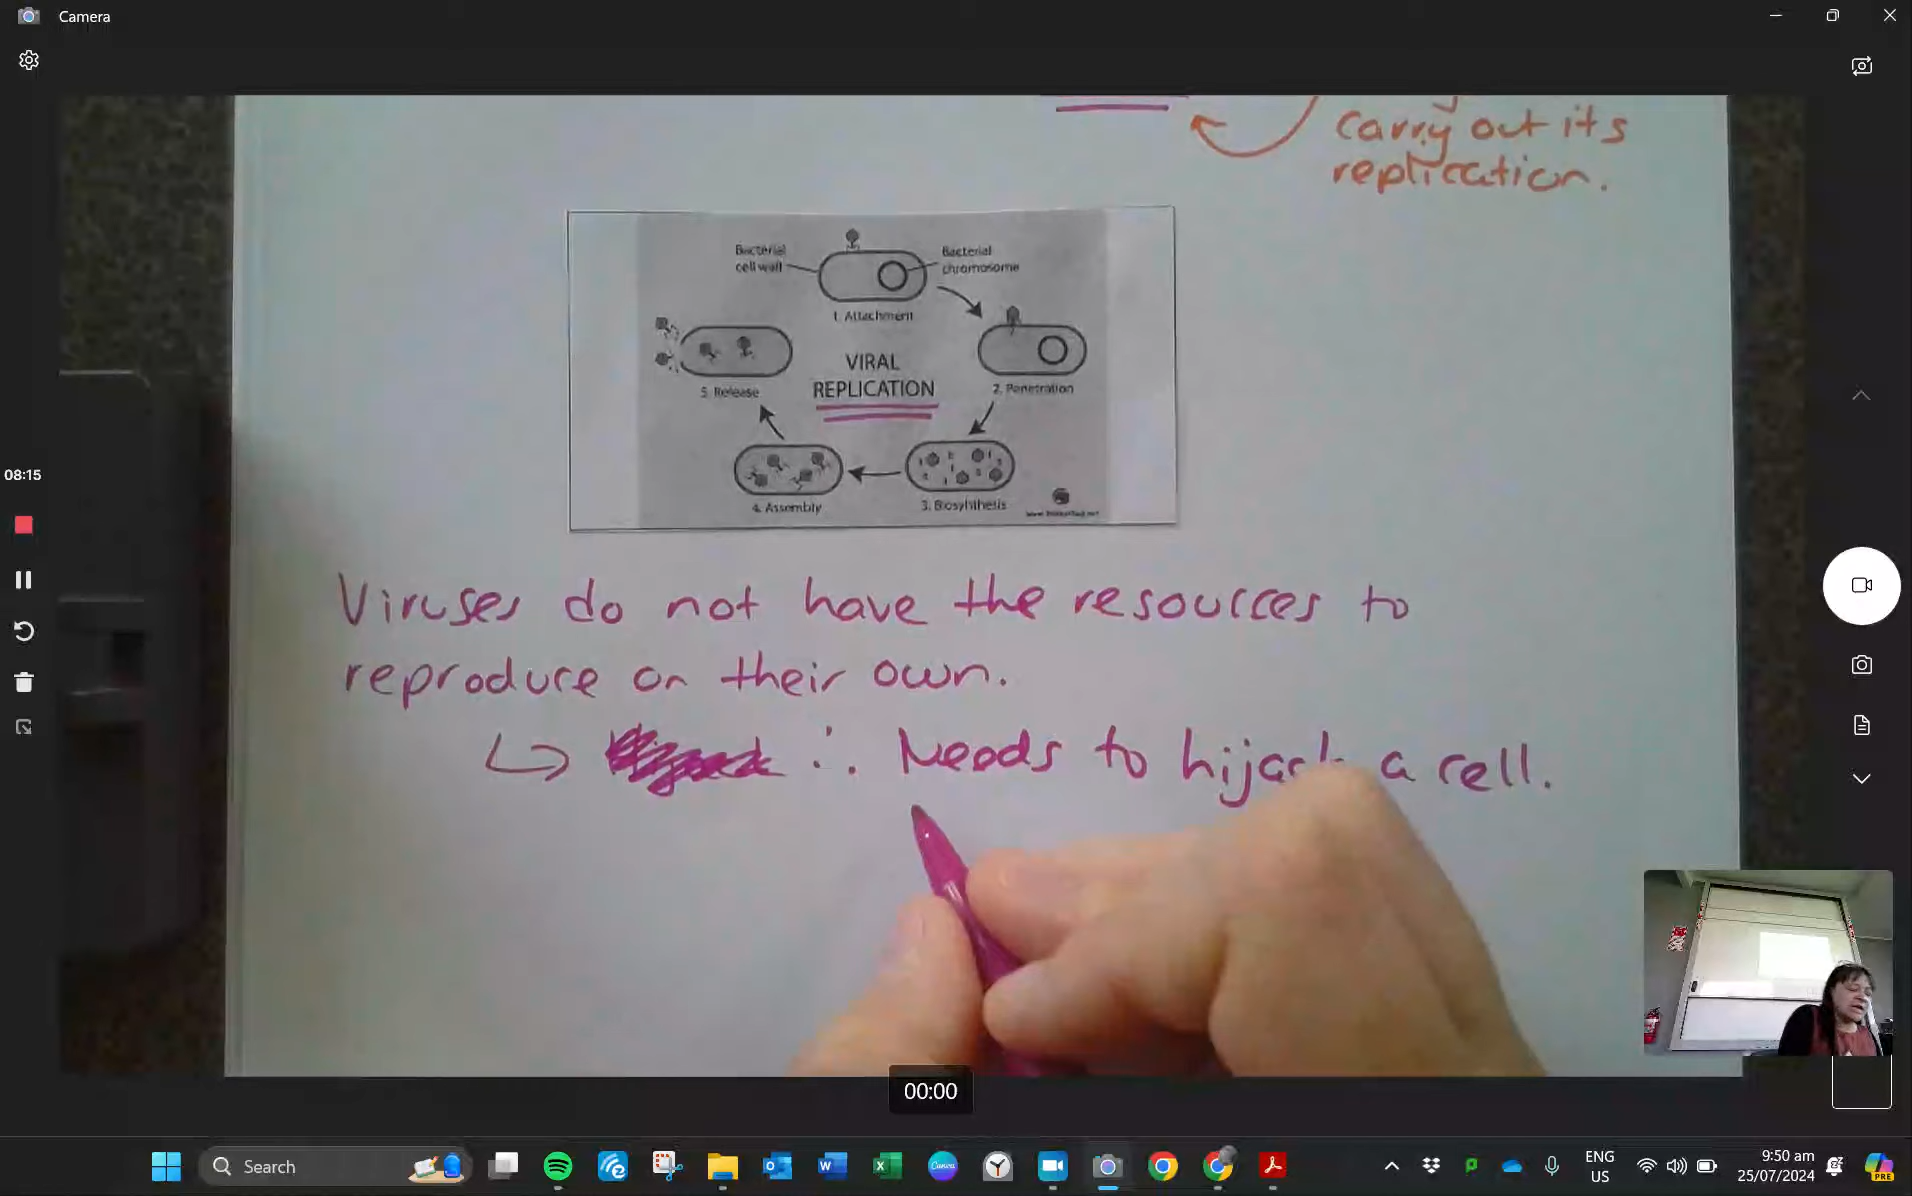 Camera
carry out its
replication.
Bacterial
cell wall
Bacterial
chromosome
1. Attachment
VIRAL
REPLICATION
5. Release
2. Penetration
4. Assembly
3. Biosynthesis
08:15
Viruses do not have the resources to
reproduce on their own.
∴ Needs to hijack a cell.
00:00
Search
ENG
US
9:50 am
25/07/2024
Canva
PRE